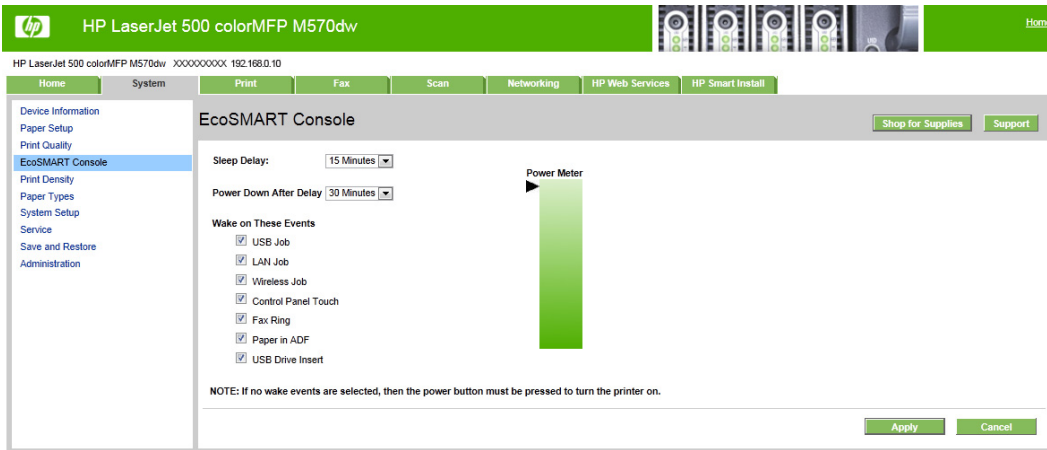 hp HP LaserJet 500 colorMFP M570dw
Home
HP LaserJet 500 colorMFP M570dw XXXXXXXXX 192.168.0.10
Home System Print Fax Scan Networking HP Web Services HP Smart Install
Device Information
Paper Setup
Print Quality
EcoSMART Console
Print Density
Paper Types
System Setup
Service
Save and Restore
Administration
EcoSMART Console
Shop for Supplies Support
Sleep Delay: 15 Minutes
Power Meter
Power Down After Delay 30 Minutes
Wake on These Events
USB Job
LAN Job
Wireless Job
Control Panel Touch
Fax Ring
Paper in ADF
USB Drive Insert
NOTE: If no wake events are selected, then the power button must be pressed to turn the printer on.
Apply Cancel